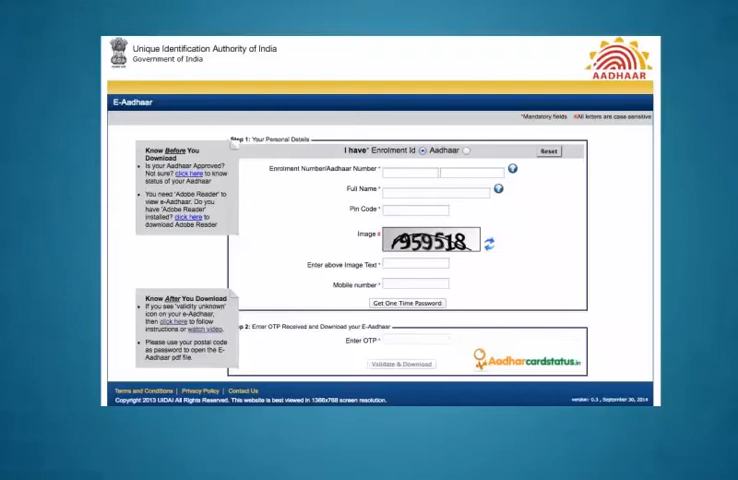 Unique Identification Authority of India
Government of India
AADHAAR
E-Aadhaar
*Mandatory fields #All letters are case sensitive
Step 1: Your Personal Details
I have* Enrolment Id Aadhaar
Reset
Know Before You
Download
Is your Aadhaar Approved?
Not sure? click here to know
status of your Aadhaar
You need 'Adobe Reader' to
view e-Aadhaar. Do you
have 'Adobe Reader'
installed? click here to
download Adobe Reader
Enrolment Number/Aadhaar Number *
Full Name *
Pin Code *
Image #
959518
Enter above Image Text *
Mobile number *
Get One Time Password
Know After You Download
If you see 'validity unknown'
icon on your e-Aadhaar,
then click here to follow
instructions or watch video.
Please use your postal code
as password to open the E-
Aadhaar pdf file.
p 2: Enter OTP Received and Download your E-Aadhaar
Enter OTP *
Validate & Download
Aadharcardstatus.in
Terms and Conditions | Privacy Policy | Contact Us
Copyright 2013 UIDAI All Rights Reserved. This website is best viewed in 1366x768 screen resolution.
version: 0.3 , September 30, 2014